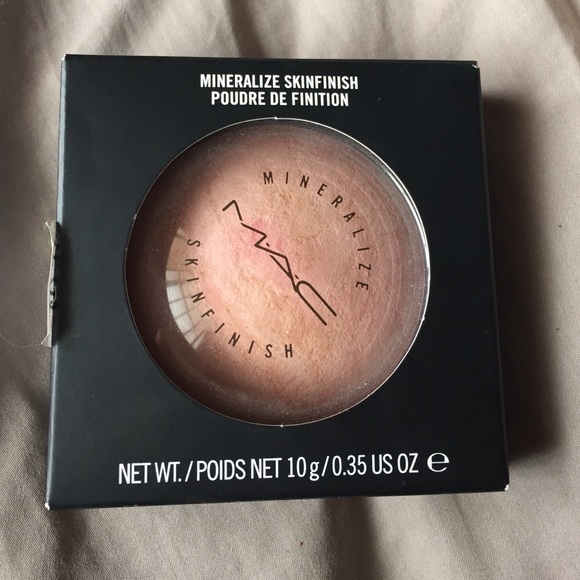 MINERALIZE SKINFINISH
POUDRE DE FINITION
MINERALIZE
M·A·C
SKINFINISH
NET WT./POIDS NET 10 g/0.35 US OZ ℮